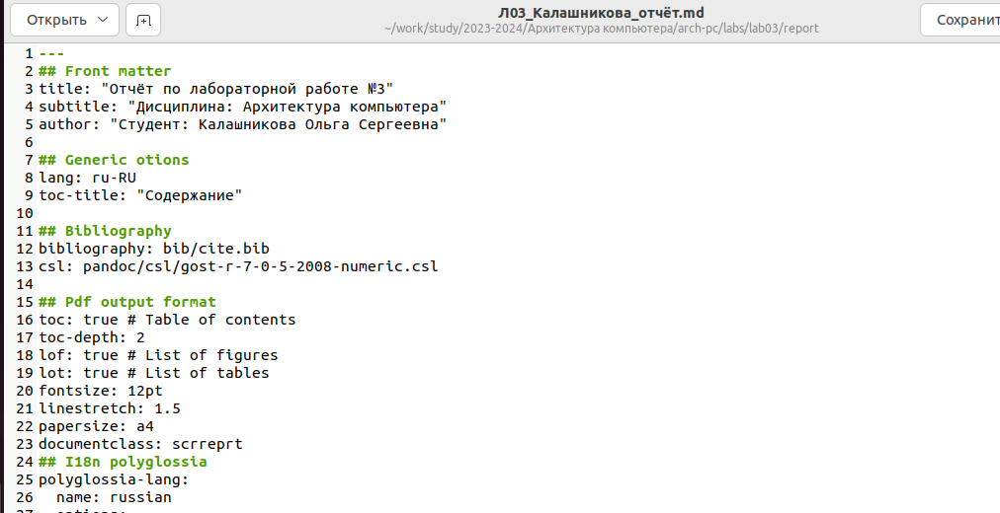 Открыть
Л03_Калашникова_отчёт.md
~/work/study/2023-2024/Архитектура компьютера/arch-pc/labs/lab03/report
Сохранит
1 ---
2 ## Front matter
3 title: "Отчёт по лабораторной работе №3"
4 subtitle: "Дисциплина: Архитектура компьютера"
5 author: "Студент: Калашникова Ольга Сергеевна"
6
7 ## Generic otions
8 lang: ru-RU
9 toc-title: "Содержание"
10
11 ## Bibliography
12 bibliography: bib/cite.bib
13 csl: pandoc/csl/gost-r-7-0-5-2008-numeric.csl
14
15 ## Pdf output format
16 toc: true # Table of contents
17 toc-depth: 2
18 lof: true # List of figures
19 lot: true # List of tables
20 fontsize: 12pt
21 linestretch: 1.5
22 papersize: a4
23 documentclass: scrreprt
24 ## I18n polyglossia
25 polyglossia-lang:
26   name: russian